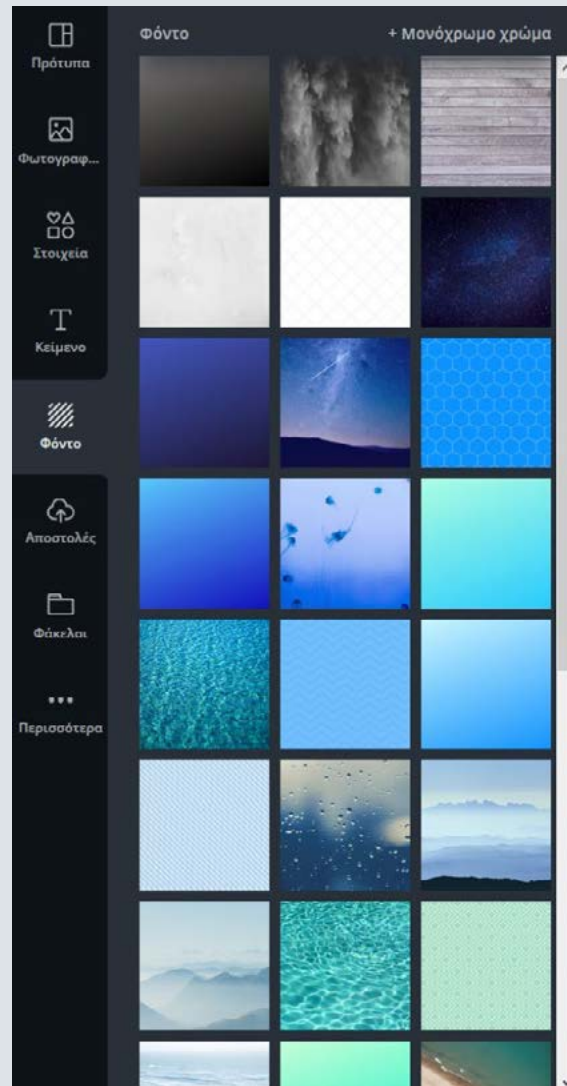 Πρότυπα
Φωτογραφ...
Στοιχεία
Κείμενο
Φόντο
Αποστολές
Φάκελοι
Περισσότερα
Φόντο
+ Μονόχρωμο χρώμα